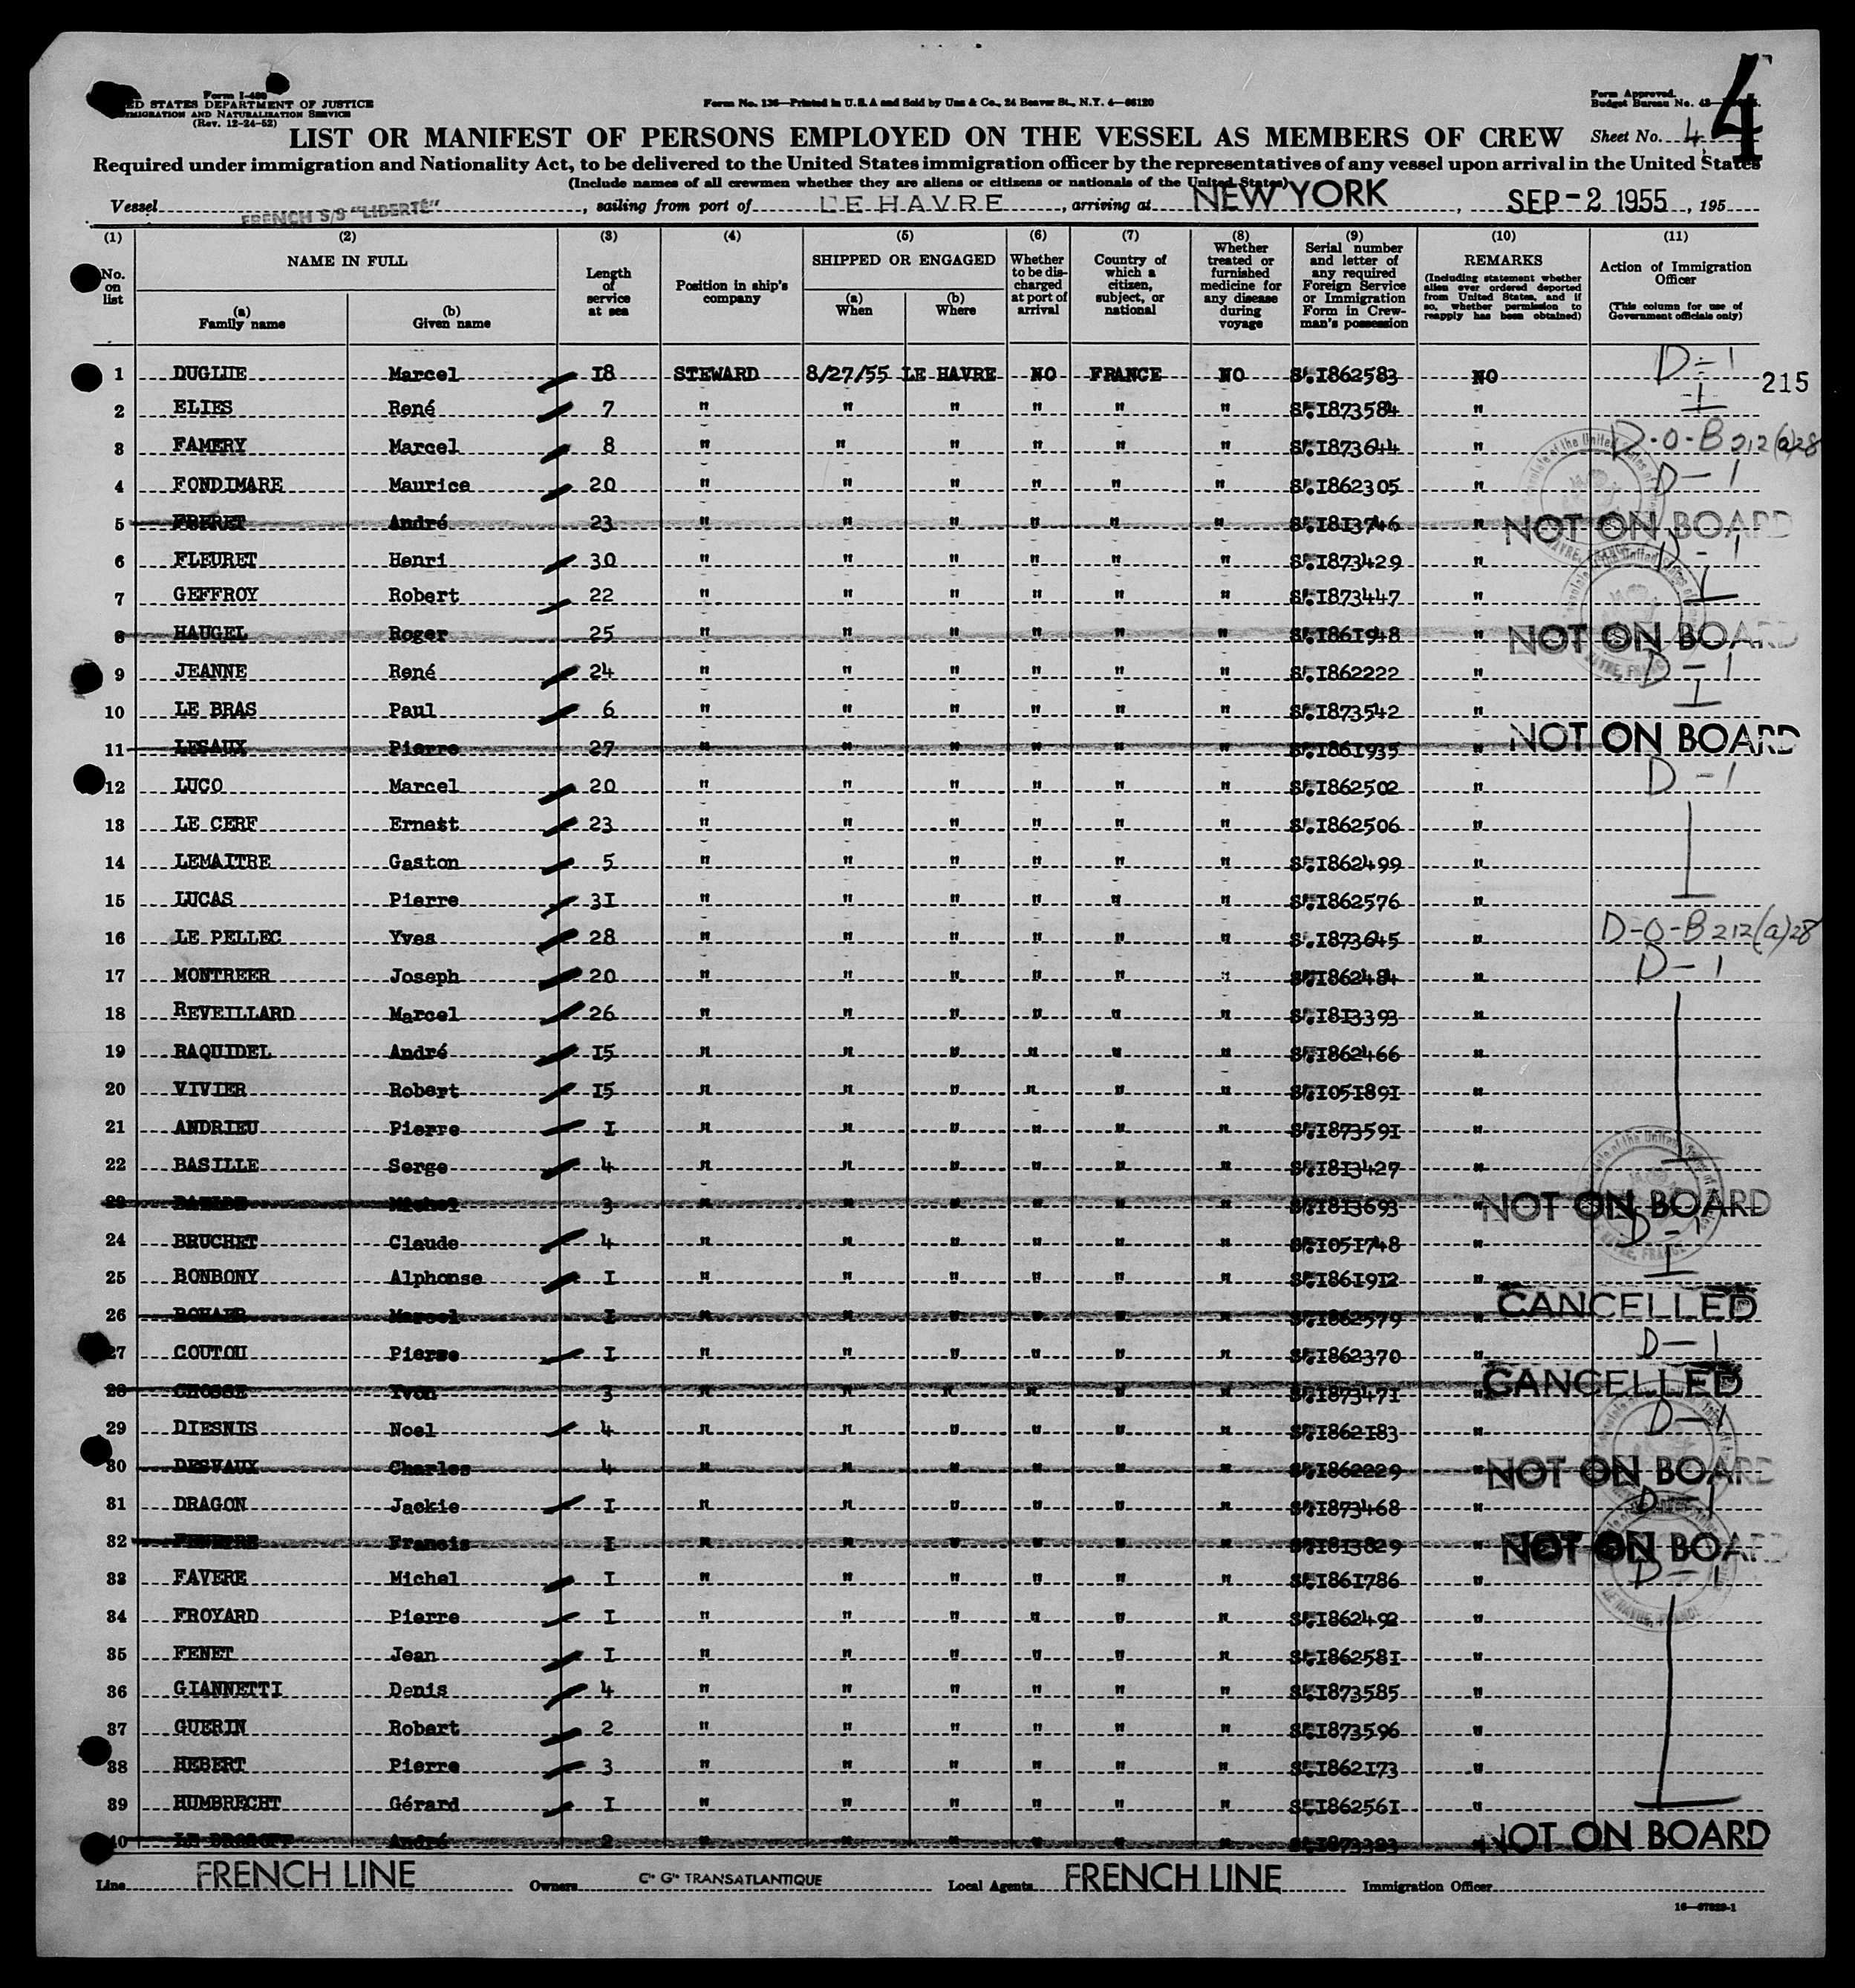 Form I-480
ED STATES DEPARTMENT OF JUSTICE
IMMIGRATION AND NATURALIZATION SERVICE
(Rev. 12-24-52)
Form No. 136—Printed in U.S.A and Sold by Unz & Co., 24 Beaver St., N.Y. 4—66120
Form Approved.
Budget Bureau No. 43—
4
LIST OR MANIFEST OF PERSONS EMPLOYED ON THE VESSEL AS MEMBERS OF CREW
Sheet No. 4
Required under immigration and Nationality Act, to be delivered to the United States immigration officer by the representatives of any vessel upon arrival in the United States
(Include names of all crewmen whether they are aliens or citizens or nationals of the United States)
Vessel FRENCH S/S "LIBERTÉ", sailing from port of LE HAVRE, arriving at NEW YORK, SEP-2 1955, 195
(1) (2) (3) (4) (5) (6) (7) (8) (9) (10) (11)
No. on list
NAME IN FULL
(a) Family name
(b) Given name
Length of service at sea
Position in ship's company
SHIPPED OR ENGAGED
(a) When
(b) Where
Whether to be discharged at port of arrival
Country of which a citizen, subject, or national
Whether treated or furnished medicine for any disease during voyage
Serial number and letter of any required Foreign Service or Immigration Form in Crewman's possession
REMARKS
(Including statement whether alien ever ordered deported from United States, and if so, whether permission to reapply has been obtained)
Action of Immigration Officer
(This column for use of Government officials only)
1 Marcel 18 STEWARD 8/27/55 LE HAVRE NO FRANCE NO I862583 NO D-1
215
2 ELIES René 7 " " " " " " I873584 "
3 FAMERY Marcel 8 " " " " " " I873644 " D-O-B 212(a)28
4 FONDIMARE Maurice 20 " " " " " " I862305 " D-1
5 André 23 " " " " " " I813746 " NOT ON BOARD
6 FLEURET Henri 30 " " " " " " I873429 " D-1
7 GEFFROY Robert 22 " " " " " " I873447 "
8 HAUGEL Roger 25 " " " " " " I861948 " NOT ON BOARD
9 JEANNE René 24 " " " " " " I862222 " D-1
10 LE BRAS Paul 6 " " " " " " I873542 "
11 LESAUX Pierre 27 " " " " " " I861935 " NOT ON BOARD
12 LUCO Marcel 20 " " " " " " I862502 " D-1
13 LE CERF Ernest 23 " " " " " " I862506 "
14 LEMAITRE Gaston 5 " " " " " " I862499 "
15 LUCAS Pierre 31 " " " " " " I862576 "
16 LE PELLEC Yves 28 " " " " " " I873645 " D-O-B 212(a)28
17 MONTREER Joseph 20 " " " " " " I862484 " D-1
18 REVEILLARD Marcel 26 " " " " " " I813393 "
19 RAQUIDEL André 15 " " " " " " I862466 "
20 VIVIER Robert 15 " " " " " " I051891 "
21 ANDRIEU Pierre I " " " " " " I873591 "
22 BASILLE Serge 4 " " " " " " I813427 "
23 Michel 3 " " " " " " I813693 " NOT ON BOARD
24 BRUCHET Claude 4 " " " " " " I051748 " D-1
25 BONBONY Alphonse I " " " " " " I861912 "
26 Marcel I " " " " " " I862579 " CANCELLED
27 COUTOU Pierre I " " " " " " I862370 " D-1
28 CHOSSE Yvon 3 " " " " " " I873471 " CANCELLED
29 DIESNIS Noel 4 " " " " " " I862183 " D-1
30 DESVAUX Charles 4 " " " " " " I862229 " NOT ON BOARD
31 DRAGON Jackie I " " " " " " I873468 " D-1
32 Francis I " " " " " " I813829 " NOT ON BOARD
33 FAVERE Michel I " " " " " " I861786 " D-1
34 FROYARD Pierre I " " " " " " I862492 "
35 FENET Jean I " " " " " " I862581 "
36 GIANNETTI Denis 4 " " " " " " I873585 "
37 GUERIN Robert 2 " " " " " " I873596 "
38 HEBERT Pierre 3 " " " " " " I862173 "
39 HUMBRECHT Gérard I " " " " " " I862561 "
40 André 2 " " " " " " " NOT ON BOARD
Line FRENCH LINE Owners Cie Gle TRANSATLANTIQUE Local Agents FRENCH LINE Immigration Officer